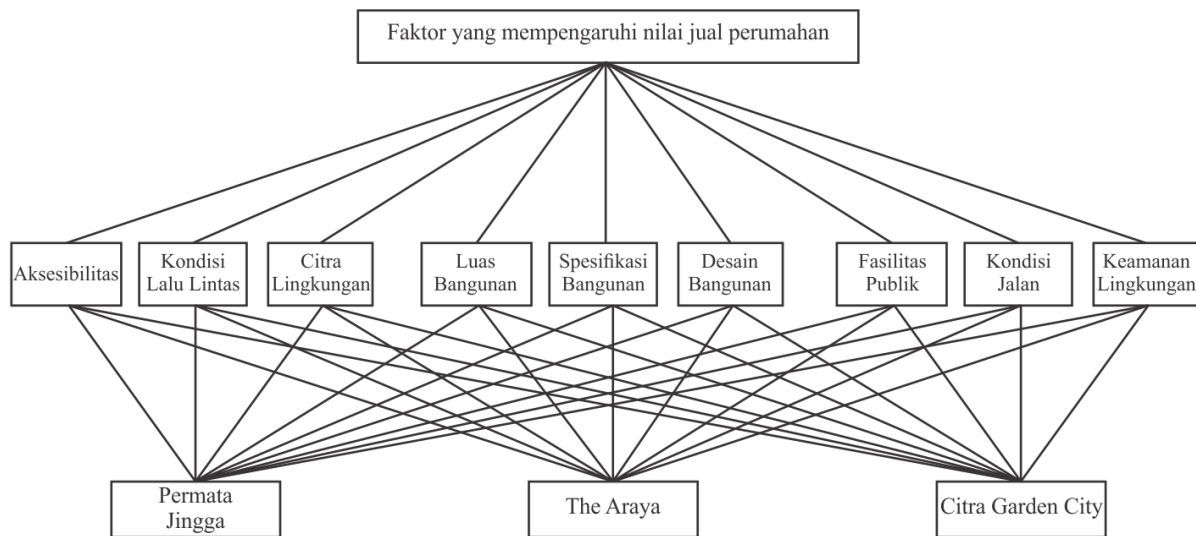 Faktor yang mempengaruhi nilai jual perumahan
Aksesibilitas
Kondisi
Lalu Lintas
Citra
Lingkungan
Luas
Bangunan
Spesifikasi
Bangunan
Desain
Bangunan
Fasilitas
Publik
Kondisi
Jalan
Keamanan
Lingkungan
Permata
Jingga
The Araya
Citra Garden City